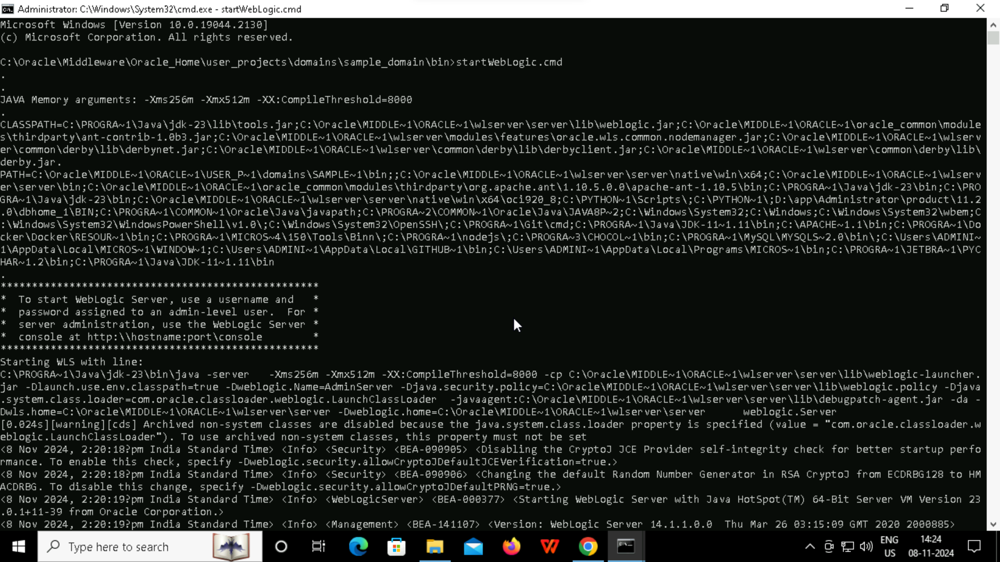 Administrator: C:\Windows\System32\cmd.exe - startWebLogic.cmd
Microsoft Windows [Version 10.0.19044.2130]
(c) Microsoft Corporation. All rights reserved.
C:\Oracle\Middleware\Oracle_Home\user_projects\domains\sample_domain\bin>startWebLogic.cmd
.
.
JAVA Memory arguments: -Xms256m -Xmx512m -XX:CompileThreshold=8000
.
CLASSPATH=C:\PROGRA~1\Java\jdk-23\lib\tools.jar;C:\Oracle\MIDDLE~1\ORACLE~1\wlserver\server\lib\weblogic.jar;C:\Oracle\MIDDLE~1\ORACLE~1\oracle_common\module
s\thirdparty\ant-contrib-1.0b3.jar;C:\Oracle\MIDDLE~1\ORACLE~1\wlserver\modules\features\oracle.wls.common.nodemanager.jar;C:\Oracle\MIDDLE~1\ORACLE~1\wlserv
er\common\derby\lib\derbynet.jar;C:\Oracle\MIDDLE~1\ORACLE~1\wlserver\common\derby\lib\derbyclient.jar;C:\Oracle\MIDDLE~1\ORACLE~1\wlserver\common\derby\lib\
derby.jar.
PATH=C:\Oracle\MIDDLE~1\ORACLE~1\USER_P~1\domains\SAMPLE~1\bin;;C:\Oracle\MIDDLE~1\ORACLE~1\wlserver\server\native\win\x64;C:\Oracle\MIDDLE~1\ORACLE~1\wlserv
er\server\bin;C:\Oracle\MIDDLE~1\ORACLE~1\oracle_common\modules\thirdparty\org.apache.ant\1.10.5.0.0\apache-ant-1.10.5\bin;C:\PROGRA~1\Java\jdk-23\bin;C:\PRO
GRA~1\Java\jdk-23\bin;C:\Oracle\MIDDLE~1\ORACLE~1\wlserver\server\native\win\x64\oci920_8;C:\PYTHON~1\Scripts\;C:\PYTHON~1\;D:\app\Administrator\product\11.2
.0\dbhome_1\BIN;C:\PROGRA~1\COMMON~1\Oracle\Java\javapath;C:\PROGRA~2\COMMON~1\Oracle\Java\JAVA8P~2;C:\Windows\System32;C:\Windows;C:\Windows\System32\wbem;C
:\Windows\System32\WindowsPowerShell\v1.0\;C:\Windows\System32\OpenSSH\;C:\PROGRA~1\Git\cmd;C:\PROGRA~1\Java\JDK-11~1.11\bin;C:\APACHE~1.1\bin;C:\PROGRA~1\Do
cker\Docker\RESOUR~1\bin;C:\PROGRA~1\MICROS~4\150\Tools\Binn\;C:\PROGRA~1\nodejs\;C:\PROGRA~3\CHOCOL~1\bin;C:\PROGRA~1\MySQL\MYSQLS~2.0\bin\;C:\Users\ADMINI~
1\AppData\Local\MICROS~1\WINDOW~1;C:\Users\ADMINI~1\AppData\Local\GITHUB~1\bin;C:\Users\ADMINI~1\AppData\Local\Programs\MICROS~1\bin;C:\PROGRA~1\JETBRA~1\PYC
HAR~1.2\bin;C:\PROGRA~1\Java\JDK-11~1.11\bin
.
***************************************************
*  To start WebLogic Server, use a username and   *
*  password assigned to an admin-level user.  For *
*  server administration, use the WebLogic Server *
*  console at http:\\hostname:port\console        *
***************************************************
Starting WLS with line:
C:\PROGRA~1\Java\jdk-23\bin\java -server   -Xms256m -Xmx512m -XX:CompileThreshold=8000 -cp C:\Oracle\MIDDLE~1\ORACLE~1\wlserver\server\lib\weblogic-launcher.
jar -Dlaunch.use.env.classpath=true -Dweblogic.Name=AdminServer -Djava.security.policy=C:\Oracle\MIDDLE~1\ORACLE~1\wlserver\server\lib\weblogic.policy -Djava
.system.class.loader=com.oracle.classloader.weblogic.LaunchClassLoader  -javaagent:C:\Oracle\MIDDLE~1\ORACLE~1\wlserver\server\lib\debugpatch-agent.jar -da -
Dwls.home=C:\Oracle\MIDDLE~1\ORACLE~1\wlserver\server -Dweblogic.home=C:\Oracle\MIDDLE~1\ORACLE~1\wlserver\server      weblogic.Server
[0.024s][warning][cds] Archived non-system classes are disabled because the java.system.class.loader property is specified (value = "com.oracle.classloader.w
eblogic.LaunchClassLoader"). To use archived non-system classes, this property must not be set
<8 Nov 2024, 2:20:18?pm India Standard Time> <Info> <Security> <BEA-090905> <Disabling the CryptoJ JCE Provider self-integrity check for better startup perfo
rmance. To enable this check, specify -Dweblogic.security.allowCryptoJDefaultJCEVerification=true.>
<8 Nov 2024, 2:20:18?pm India Standard Time> <Info> <Security> <BEA-090906> <Changing the default Random Number Generator in RSA CryptoJ from ECDRBG128 to HM
ACDRBG. To disable this change, specify -Dweblogic.security.allowCryptoJDefaultPRNG=true.>
<8 Nov 2024, 2:20:19?pm India Standard Time> <Info> <WebLogicServer> <BEA-000377> <Starting WebLogic Server with Java HotSpot(TM) 64-Bit Server VM Version 23
.0.1+11-39 from Oracle Corporation.>
<8 Nov 2024, 2:20:19?pm India Standard Time> <Info> <Management> <BEA-141107> <Version: WebLogic Server 14.1.1.0.0  Thu Mar 26 03:15:09 GMT 2020 2000885>
Type here to search
ENG
US
14:24
08-11-2024